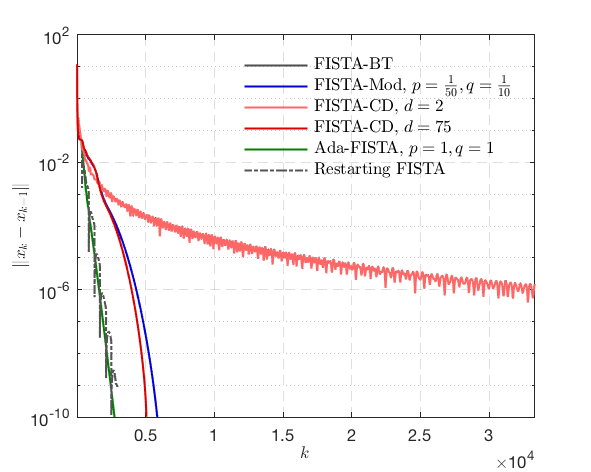 10^2
10^-2
10^-6
10^-10
‖x_k − x_{k−1}‖
FISTA-BT
FISTA-Mod, p = 1/50, q = 1/10
FISTA-CD, d = 2
FISTA-CD, d = 75
Ada-FISTA, p = 1, q = 1
Restarting FISTA
0.5 1 1.5 2 2.5 3
k
×10^4